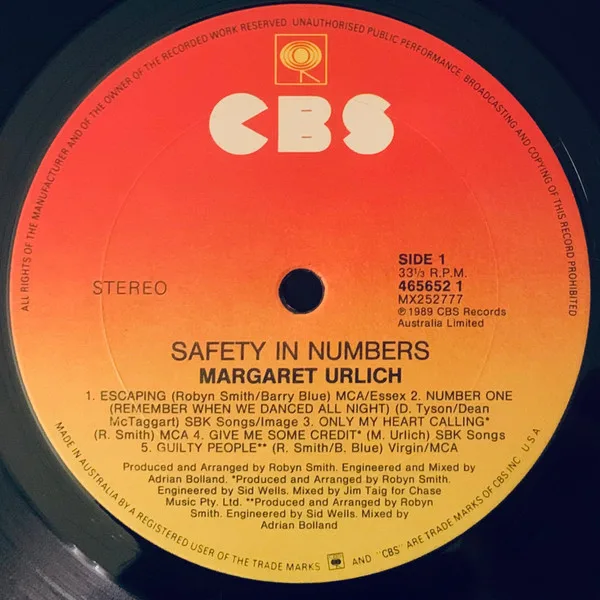 ALL RIGHTS OF THE MANUFACTURER AND OF THE OWNER OF THE RECORDED WORK RESERVED. UNAUTHORISED PUBLIC PERFORMANCE, BROADCASTING AND COPYING OF THIS RECORD PROHIBITED
CBS
STEREO
SIDE 1
33⅓ R.P.M.
465652 1
MX252777
℗ 1989 CBS Records
Australia Limited
SAFETY IN NUMBERS
MARGARET URLICH
1. ESCAPING (Robyn Smith/Barry Blue) MCA/Essex 2. NUMBER ONE
(REMEMBER WHEN WE DANCED ALL NIGHT) (D. Tyson/Dean
McTaggart) SBK Songs/Image 3. ONLY MY HEART CALLING*
(R. Smith) MCA 4. GIVE ME SOME CREDIT* (M. Urlich) SBK Songs
5. GUILTY PEOPLE** (R. Smith/B. Blue) Virgin/MCA
Produced and Arranged by Robyn Smith. Engineered and Mixed by
Adrian Bolland. *Produced and Arranged by Robyn Smith.
Engineered by Sid Wells. Mixed by Jim Taig for Chase
Music Pty. Ltd. **Produced and Arranged by Robyn
Smith. Engineered by Sid Wells. Mixed by
Adrian Bolland
MADE IN AUSTRALIA BY A REGISTERED USER OF THE TRADE MARKS AND "CBS" ARE TRADE MARKS OF CBS INC. U S A